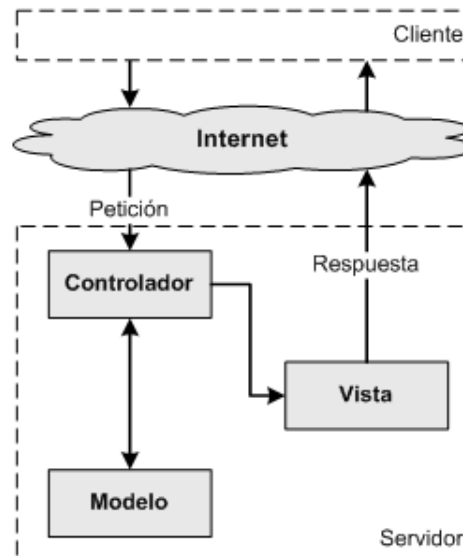 Cliente
Internet
Petición
Controlador
Respuesta
Vista
Modelo
Servidor